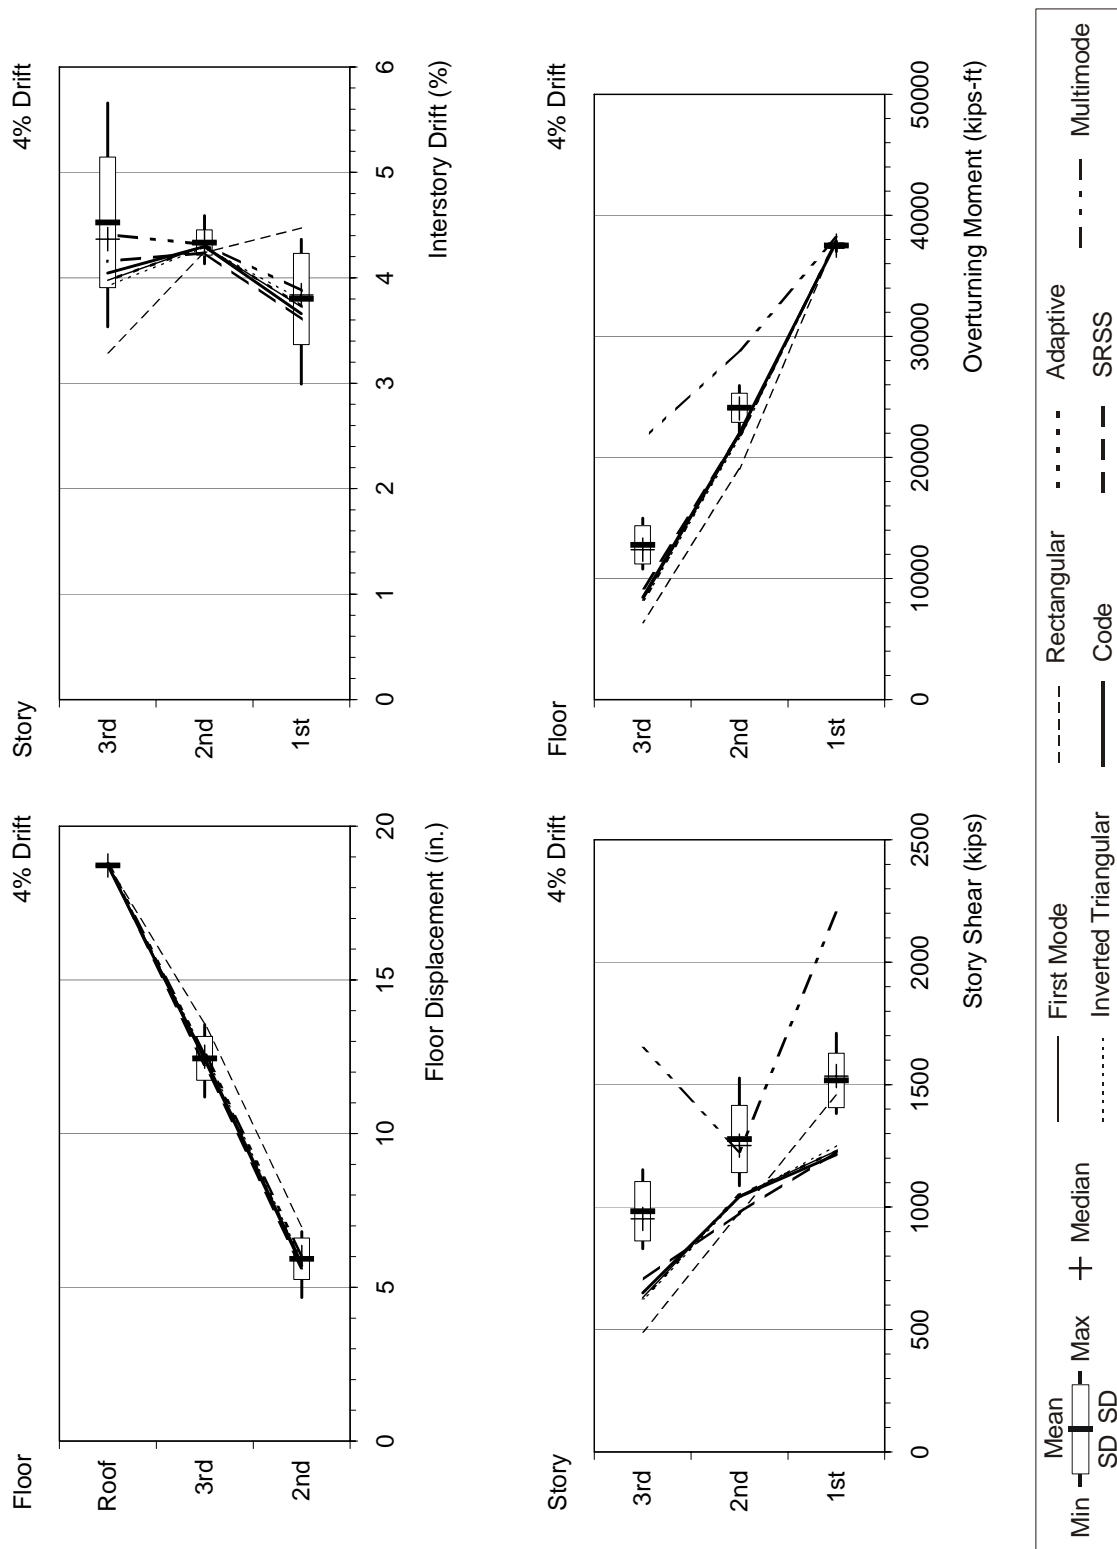 Floor 4% Drift
Roof
3rd
2nd
0 5 10 15 20
Floor Displacement (in.)
Story 4% Drift
3rd
2nd
1st
0 1 2 3 4 5 6
Interstory Drift (%)
Story 4% Drift
3rd
2nd
1st
0 500 1000 1500 2000 2500
Story Shear (kips)
Floor 4% Drift
3rd
2nd
1st
0 10000 20000 30000 40000 50000
Overturning Moment (kips-ft)
Mean
Min Max Median
SD SD
First Mode Rectangular Adaptive Multimode
Inverted Triangular Code SRSS